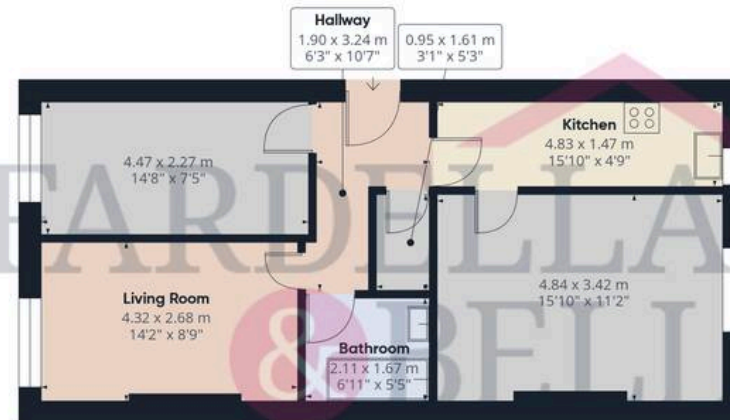 Hallway
1.90 x 3.24 m
6'3" x 10'7"
0.95 x 1.61 m
3'1" x 5'3"
4.47 x 2.27 m
14'8" x 7'5"
Kitchen
4.83 x 1.47 m
15'10" x 4'9"
Living Room
4.32 x 2.68 m
14'2" x 8'9"
4.84 x 3.42 m
15'10" x 11'2"
Bathroom
2.11 x 1.67 m
6'11" x 5'5"
FARDELLA
& BELL